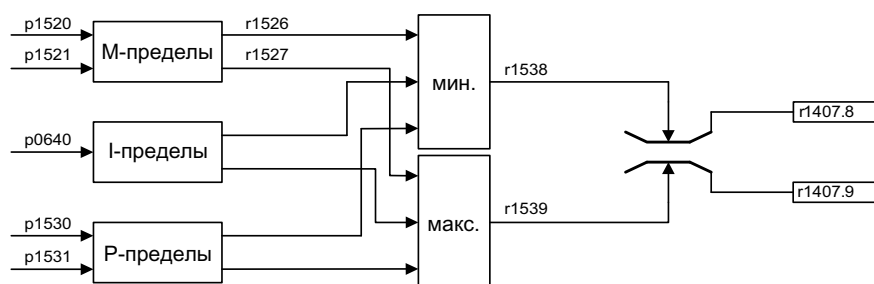 p1520
p1521
М-пределы
r1526
r1527
мин.
r1538
r1407.8
p0640
I-пределы
r1407.9
p1530
p1531
Р-пределы
макс.
r1539